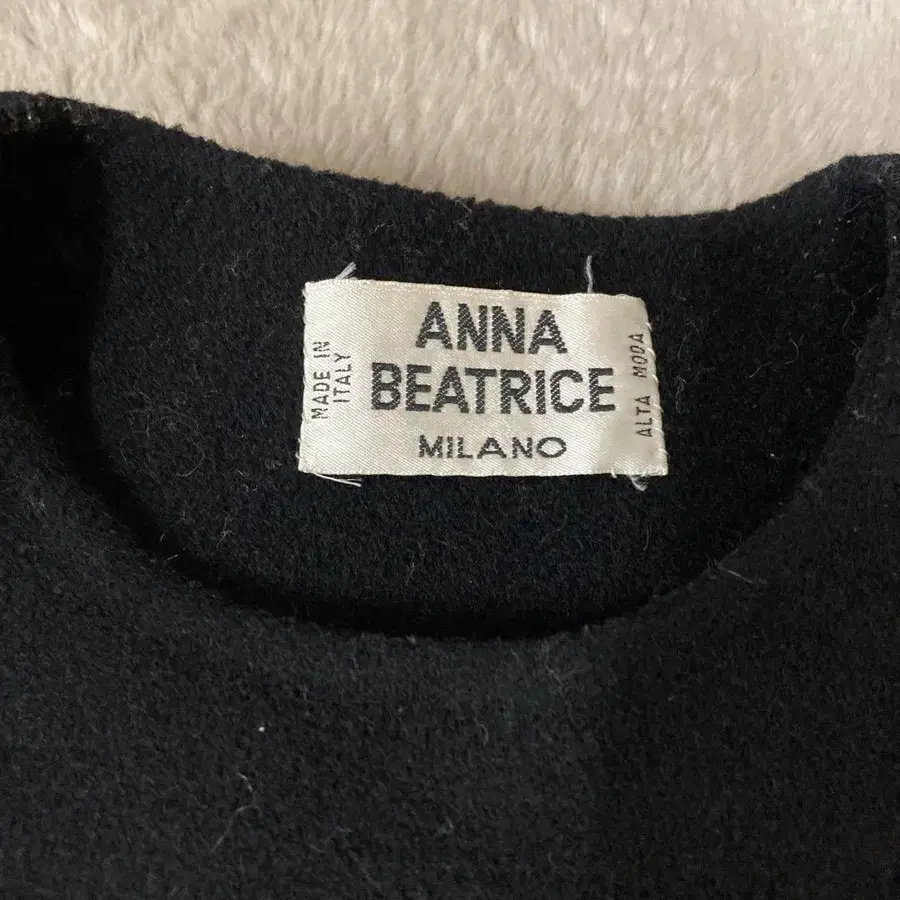 MADE IN
ITALY
ANNA
BEATRICE
MILANO
ALTA MODA